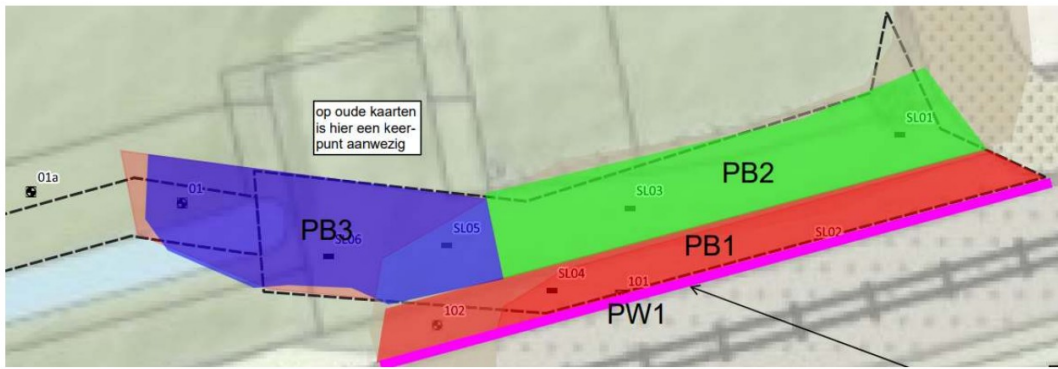 op oude kaarten
is hier een keer-
punt aanwezig
SL01
01a
01
SL03
PB2
PB3
SL05
SL06
PB1
SL02
SL04
101
102
PW1